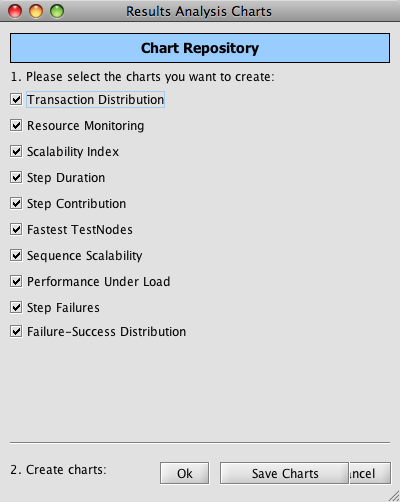 Results Analysis Charts
Chart Repository
1. Please select the charts you want to create:
Transaction Distribution
Resource Monitoring
Scalability Index
Step Duration
Step Contribution
Fastest TestNodes
Sequence Scalability
Performance Under Load
Step Failures
Failure-Success Distribution
2. Create charts: Ok Save Charts ncel